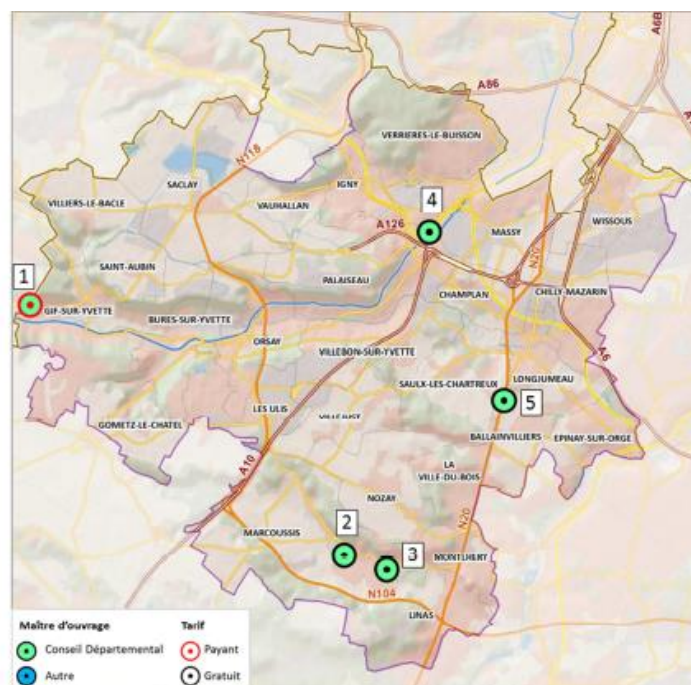 A6B
A86
VERRIERES-LE-BUISSON
N118
SACLAY
IGNY
VILLIERS-LE-BACLE
VAUHALLAN
4
WISSOUS
A126
MASSY
N20
SAINT-AUBIN
1
PALAISEAU
CHAMPLAN
CHILLY-MAZARIN
GIF-SUR-YVETTE
BURES-SUR-YVETTE
ORSAY
VILLEBON-SUR-YVETTE
A6
SAULX-LES-CHARTREUX
LONGJUMEAU
5
LES ULIS
GOMETZ-LE-CHATEL
BALLAINVILLIERS
EPINAY-SUR-ORGE
A10
LA
VILLE-DU-BOIS
NOZAY
N20
MARCOUSSIS
2
3
MONTLHERY
N104
LINAS
Maître d'ouvrage
Tarif
Conseil Départemental
Payant
Autre
Gratuit